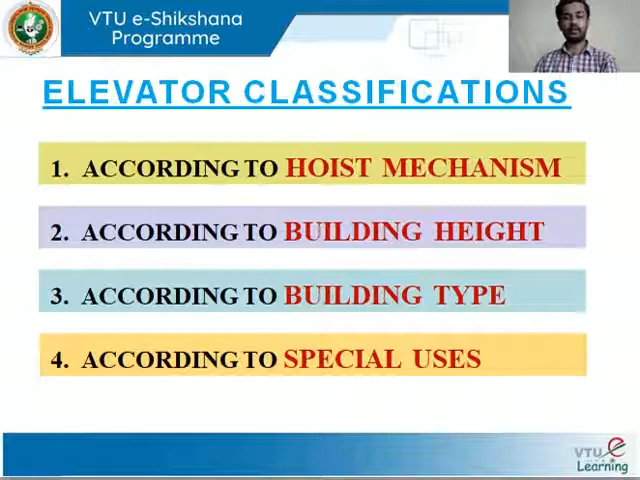 VTU e-Shikshana
Programme
ELEVATOR CLASSIFICATIONS
1. ACCORDING TO HOIST MECHANISM
2. ACCORDING TO BUILDING HEIGHT
3. ACCORDING TO BUILDING TYPE
4. ACCORDING TO SPECIAL USES
VTU e
Learning